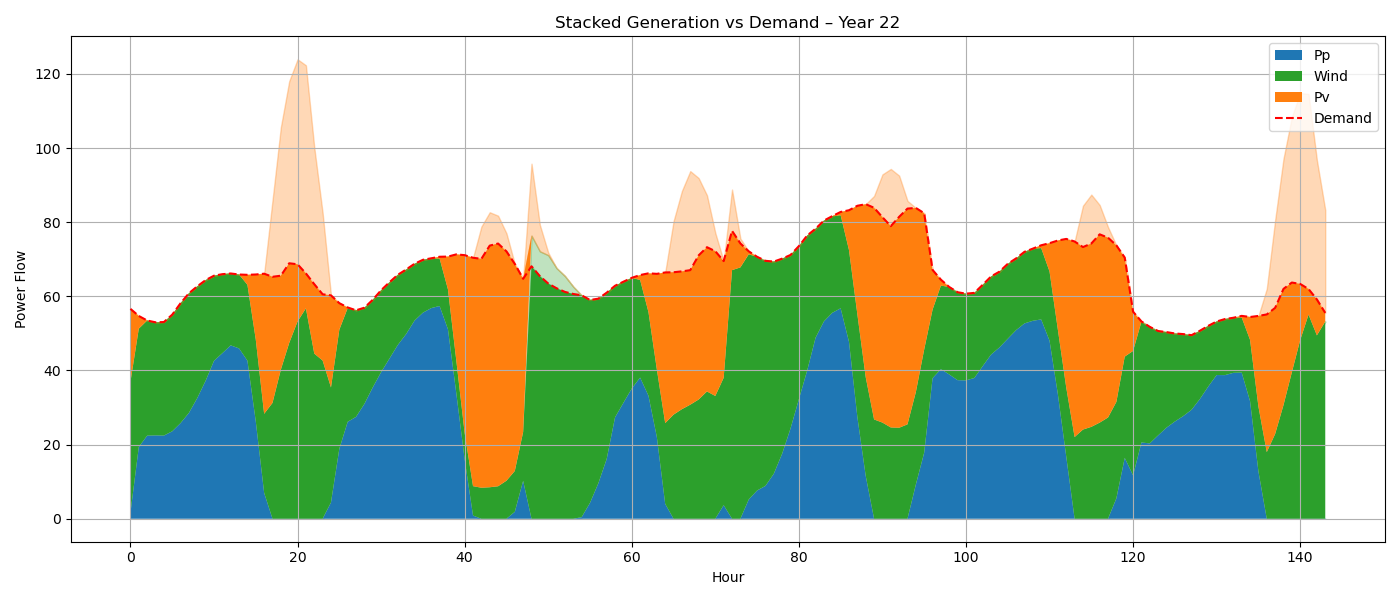 Stacked Generation vs Demand – Year 22
Power Flow
120
100
80
60
40
20
0
0 20 40 60 80 100 120 140
Hour
Pp
Wind
Pv
Demand